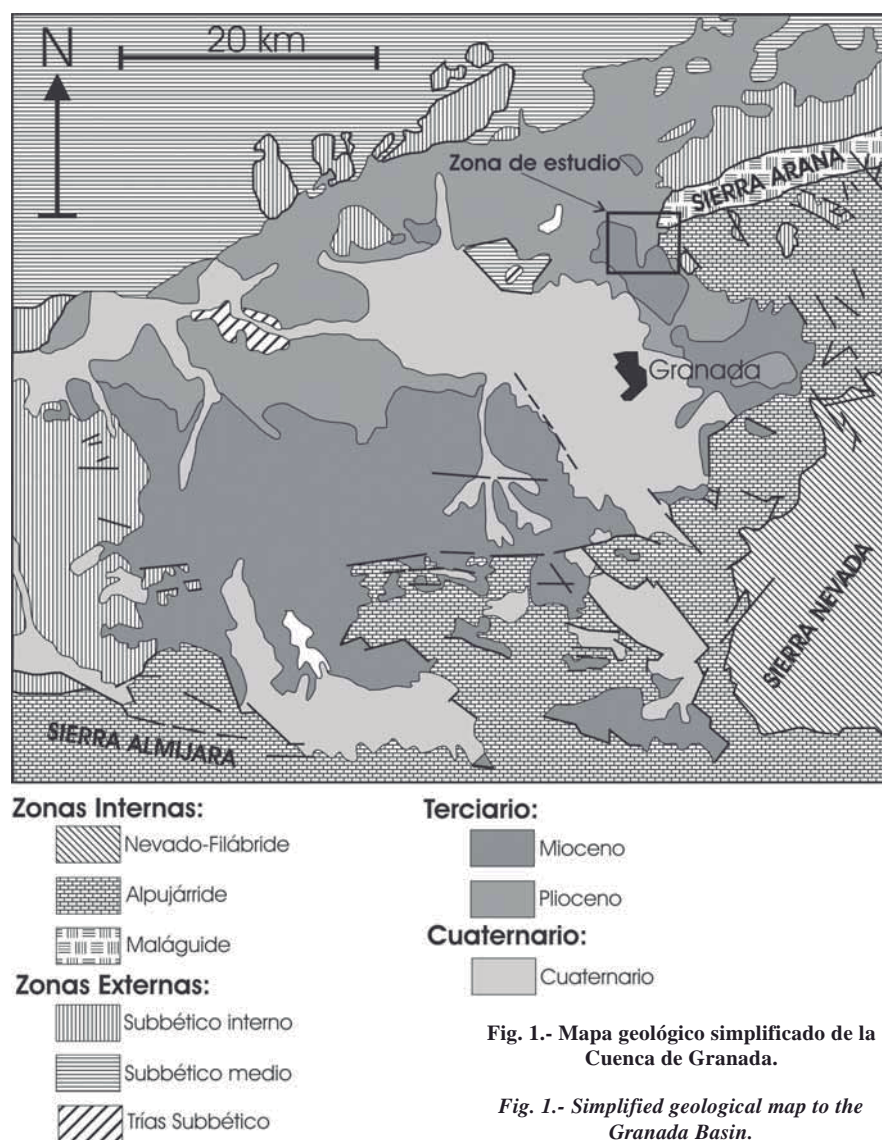 N
20 km
Zona de estudio
SIERRA ARANA
Granada
SIERRA NEVADA
SIERRA ALMIJARA
Zonas Internas:
Nevado-Filábride
Alpujárride
Maláguide
Zonas Externas:
Subbético interno
Subbético medio
Trías Subbético
Terciario:
Mioceno
Plioceno
Cuaternario:
Cuaternario
Fig. 1.- Mapa geológico simplificado de la
Cuenca de Granada.
Fig. 1.- Simplified geological map to the
Granada Basin.